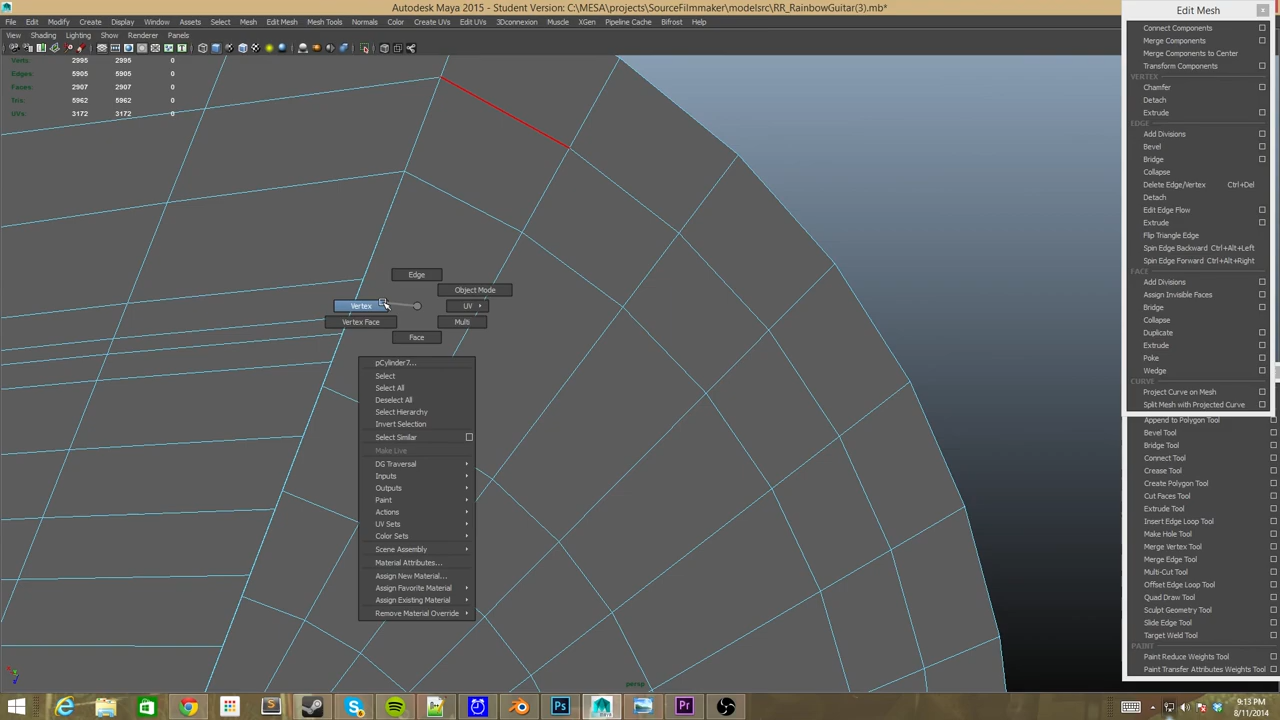 Autodesk Maya 2015 - Student Version: C:\MESA\projects\SourceFilmmaker\modelsrc\RR_RainbowGuitar(3).mb*
File Edit Modify Create Display Window Assets Select Mesh Edit Mesh Mesh Tools Normals Color Create UVs Edit UVs 3Dconnexion Muscle XGen Pipeline Cache Bifrost Help
View Shading Lighting Show Renderer Panels
Verts: 2995 2995 0
Edges: 5905 5905 0
Faces: 2907 2907 0
Tris: 5962 5962 0
UVs: 3172 3172 0
Edge
Object Mode
Vertex
UV
Vertex Face
Multi
Face
pCylinder7...
Select
Select All
Deselect All
Select Hierarchy
Invert Selection
Select Similar
Make Live
DG Traversal
Inputs
Outputs
Paint
Actions
UV Sets
Color Sets
Scene Assembly
Material Attributes...
Assign New Material...
Assign Favorite Material
Assign Existing Material
Remove Material Override
persp
Edit Mesh
Connect Components
Merge Components
Merge Components to Center
Transform Components
VERTEX
Chamfer
Detach
Extrude
EDGE
Add Divisions
Bevel
Bridge
Collapse
Delete Edge/Vertex Ctrl+Del
Detach
Edit Edge Flow
Extrude
Flip Triangle Edge
Spin Edge Backward Ctrl+Alt+Left
Spin Edge Forward Ctrl+Alt+Right
FACE
Add Divisions
Assign Invisible Faces
Bridge
Collapse
Duplicate
Extrude
Poke
Wedge
CURVE
Project Curve on Mesh
Split Mesh with Projected Curve
Append to Polygon Tool
Bevel Tool
Bridge Tool
Connect Tool
Crease Tool
Create Polygon Tool
Cut Faces Tool
Extrude Tool
Insert Edge Loop Tool
Make Hole Tool
Merge Vertex Tool
Merge Edge Tool
Multi-Cut Tool
Offset Edge Loop Tool
Quad Draw Tool
Sculpt Geometry Tool
Slide Edge Tool
Target Weld Tool
PAINT
Paint Reduce Weights Tool
Paint Transfer Attributes Weights Tool
9:13 PM
8/11/2014